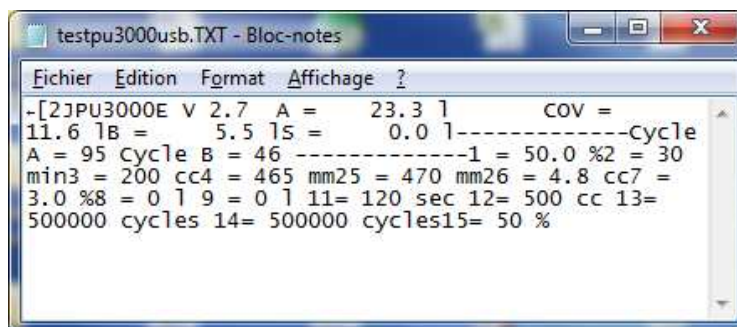 testpu3000usb.TXT - Bloc-notes
Fichier Edition Format Affichage ?
←[2JPU3000E V 2.7 A = 23.3 l COV =
11.6 lB = 5.5 lS = 0.0 l-------------Cycle
A = 95 Cycle B = 46 -------------1 = 50.0 %2 = 30
min3 = 200 cc4 = 465 mm25 = 470 mm26 = 4.8 cc7 =
3.0 %8 = 0 l 9 = 0 l 11= 120 sec 12= 500 cc 13=
500000 cycles 14= 500000 cycles15= 50 %